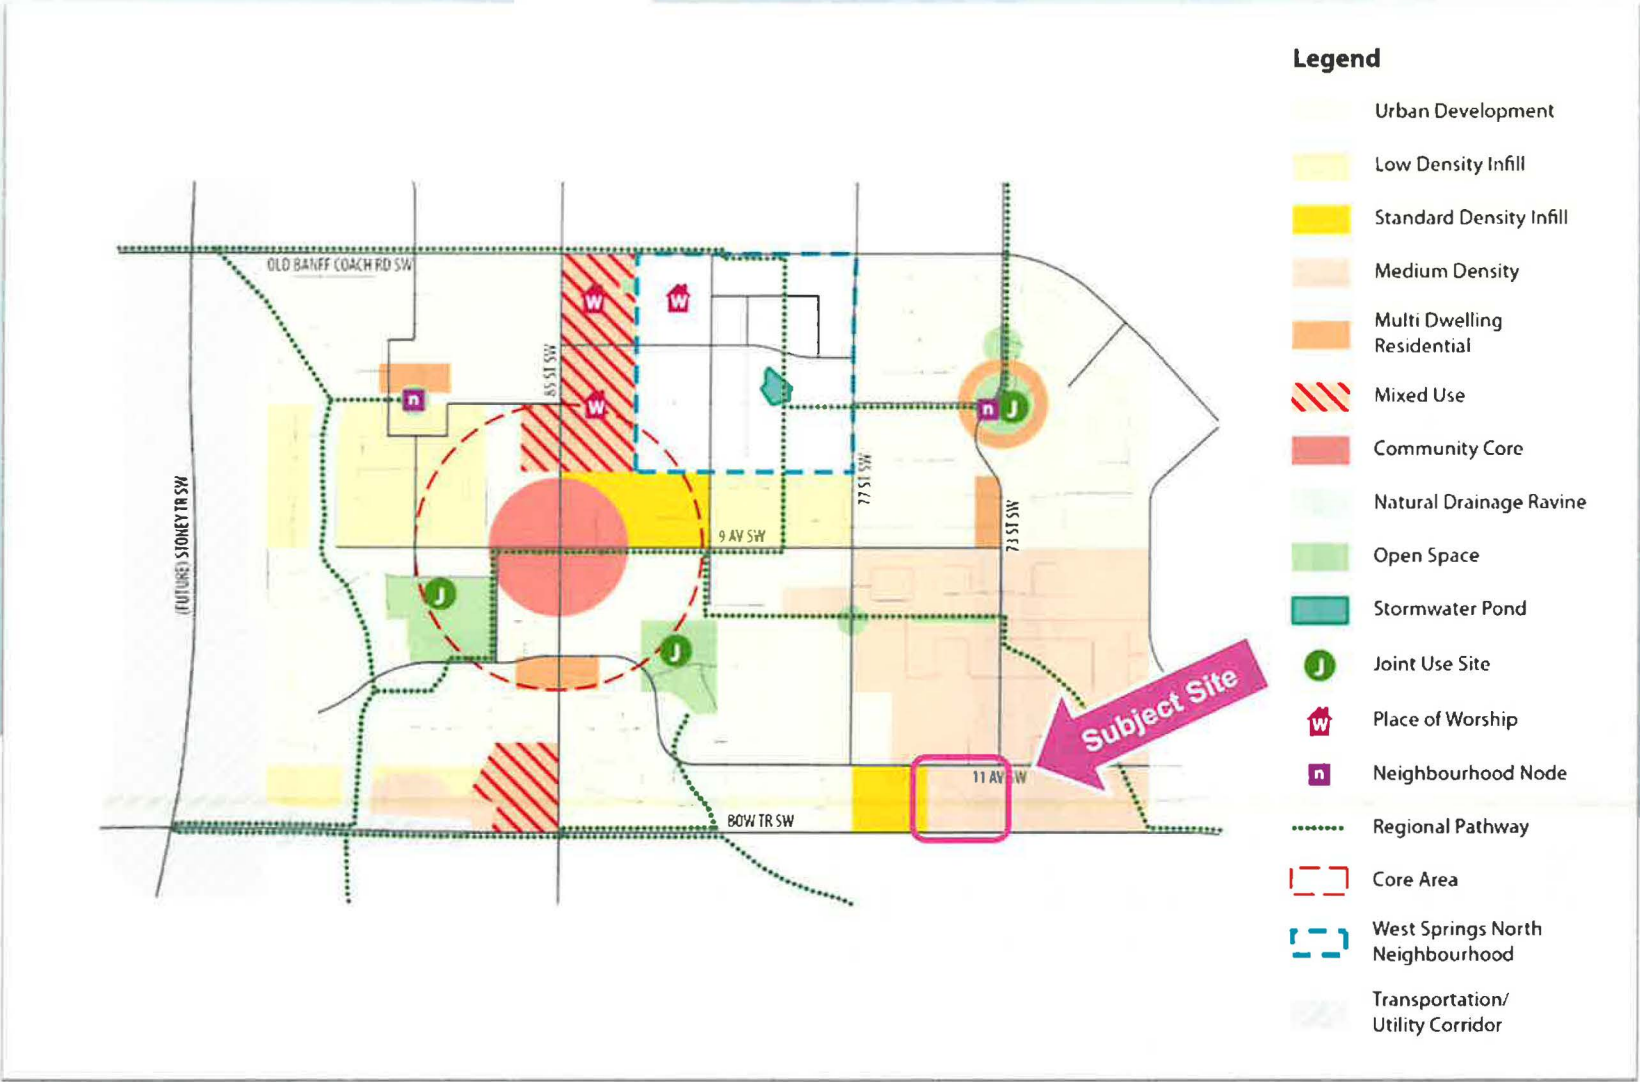 Legend
Urban Development
Low Density Infill
Standard Density Infill
Medium Density
Multi Dwelling
Residential
Mixed Use
Community Core
Natural Drainage Ravine
Open Space
Stormwater Pond
J
Joint Use Site
W
Place of Worship
n
Neighbourhood Node
Regional Pathway
Core Area
West Springs North
Neighbourhood
Transportation/
Utility Corridor
OLD BANFF COACH RD SW
W
W
85 ST SW
n
W
n
J
77 ST SW
73 ST SW
9 AV SW
(FUTURE) STONEY TR SW
J
J
Subject Site
11 AV SW
BOW TR SW